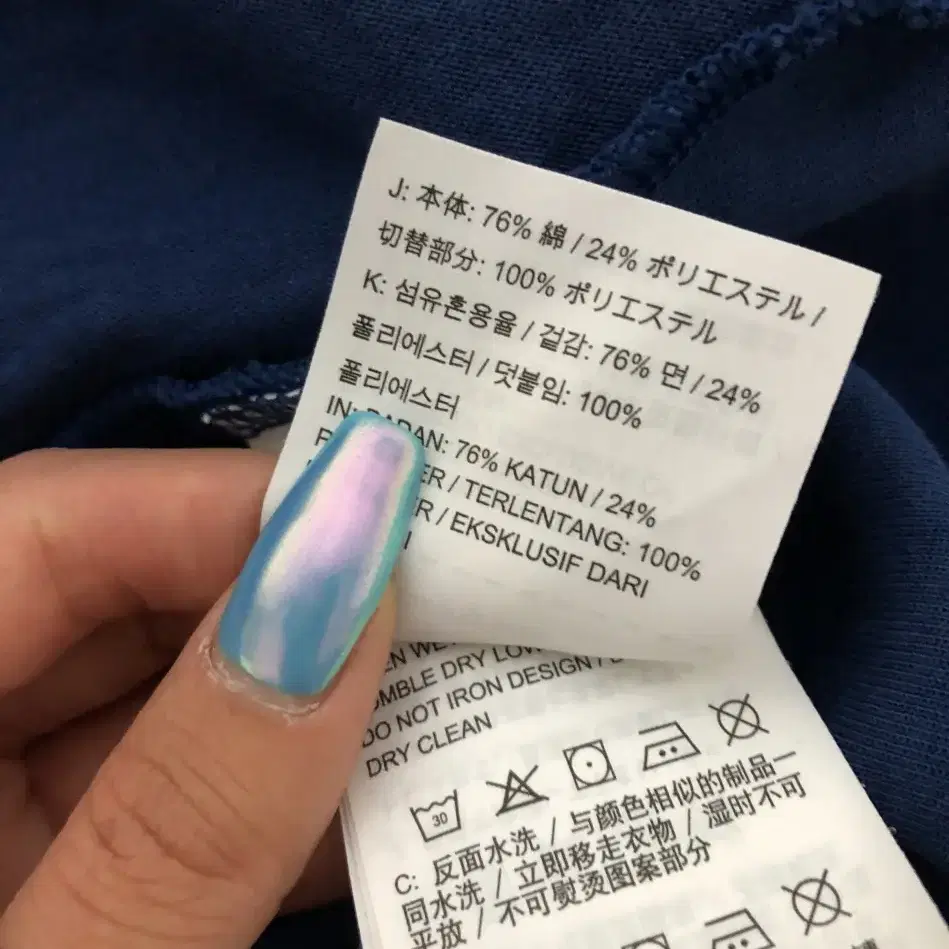 J: 本体: 76% 綿 / 24% ポリエステル /
切替部分: 100% ポリエステル
K: 섬유혼용율 / 겉감: 76% 면 / 24%
폴리에스터 / 덧붙임: 100%
폴리에스터
IN: 76% KATUN / 24%
/ TERLENTANG: 100%
/ EKSKLUSIF DARI
DRY LOW
DO NOT IRON DESIGN /
DRY CLEAN
30
C: 反面水洗 / 与颜色相似的制品一
同水洗 / 立即移走衣物 / 湿时不可
平放 / 不可熨烫图案部分